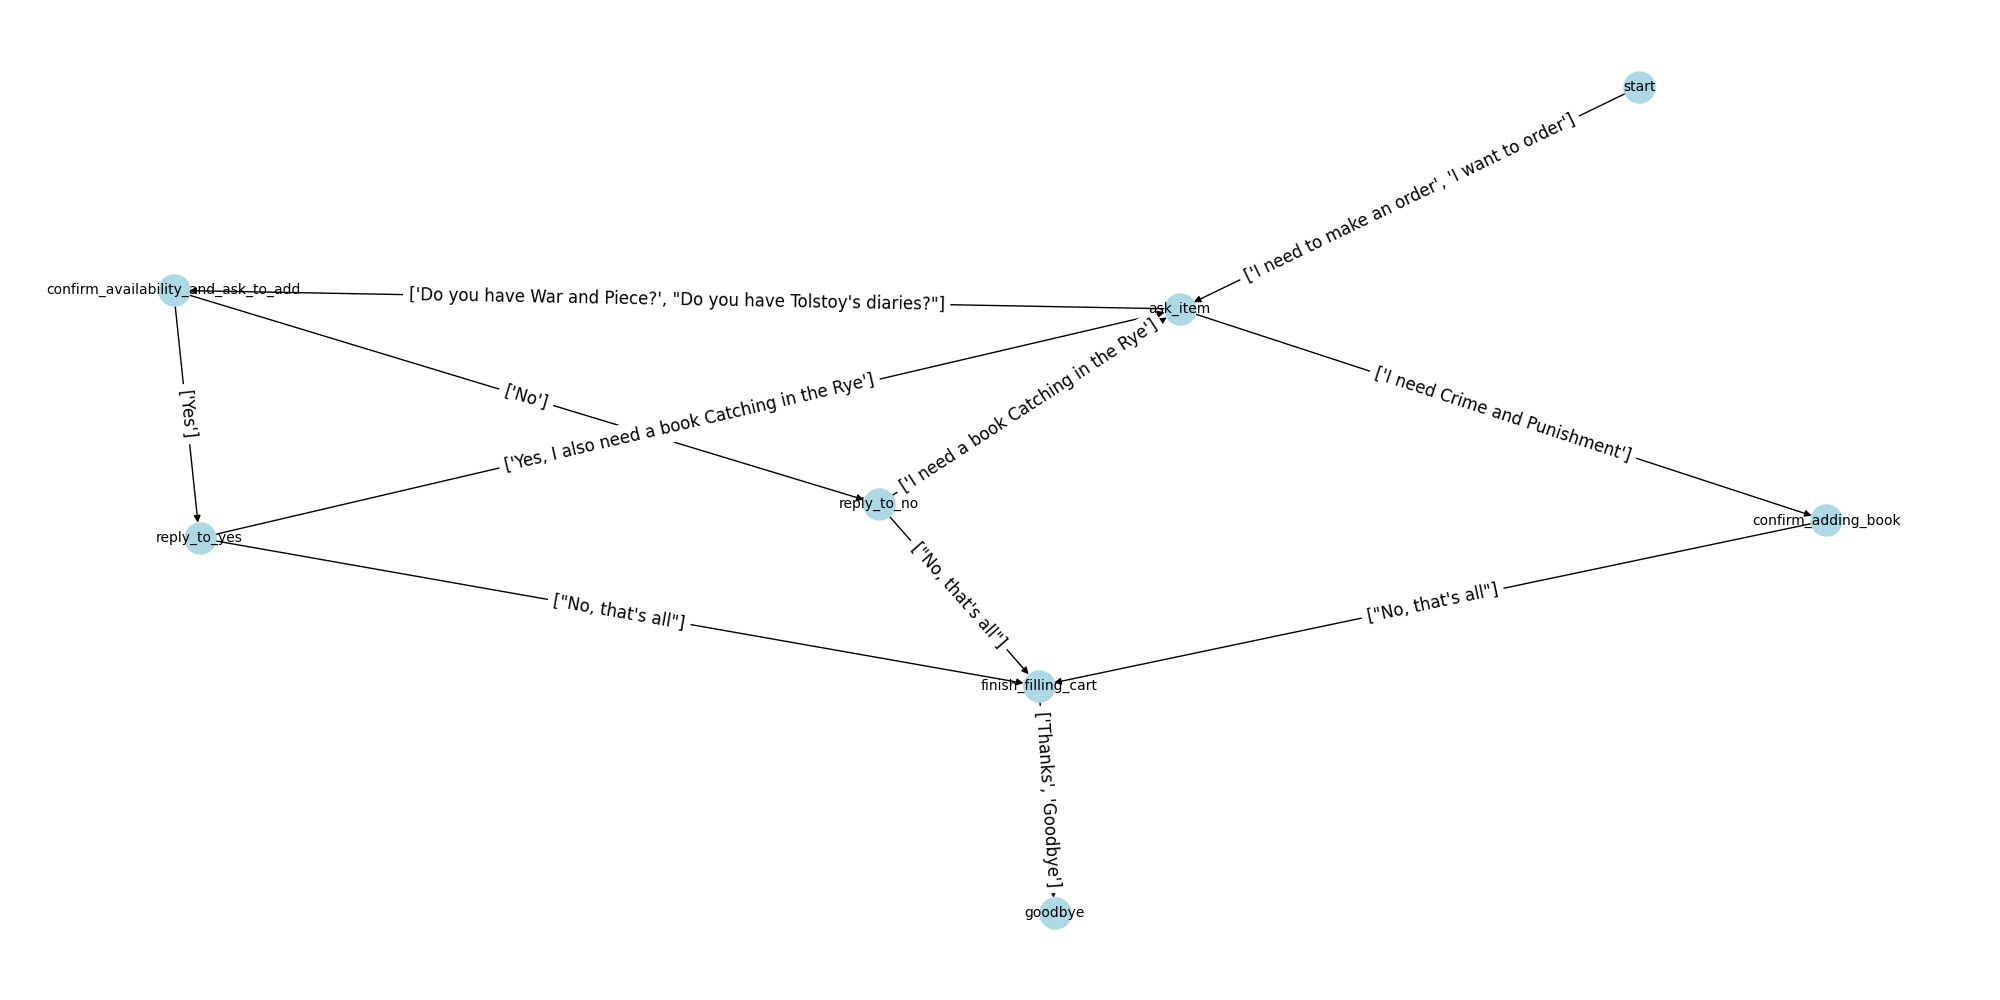 start
['I need to make an order', 'I want to order']
confirm_availability_and_ask_to_add
['Do you have War and Piece?', "Do you have Tolstoy's diaries?"]
ask_item
['Yes']
['No']
['Yes, I also need a book Catching in the Rye']
['I need a book Catching in the Rye']
['I need Crime and Punishment']
reply_to_yes
reply_to_no
confirm_adding_book
["No, that's all"]
["No, that's all"]
["No, that's all"]
finish_filling_cart
['Thanks', 'Goodbye']
goodbye